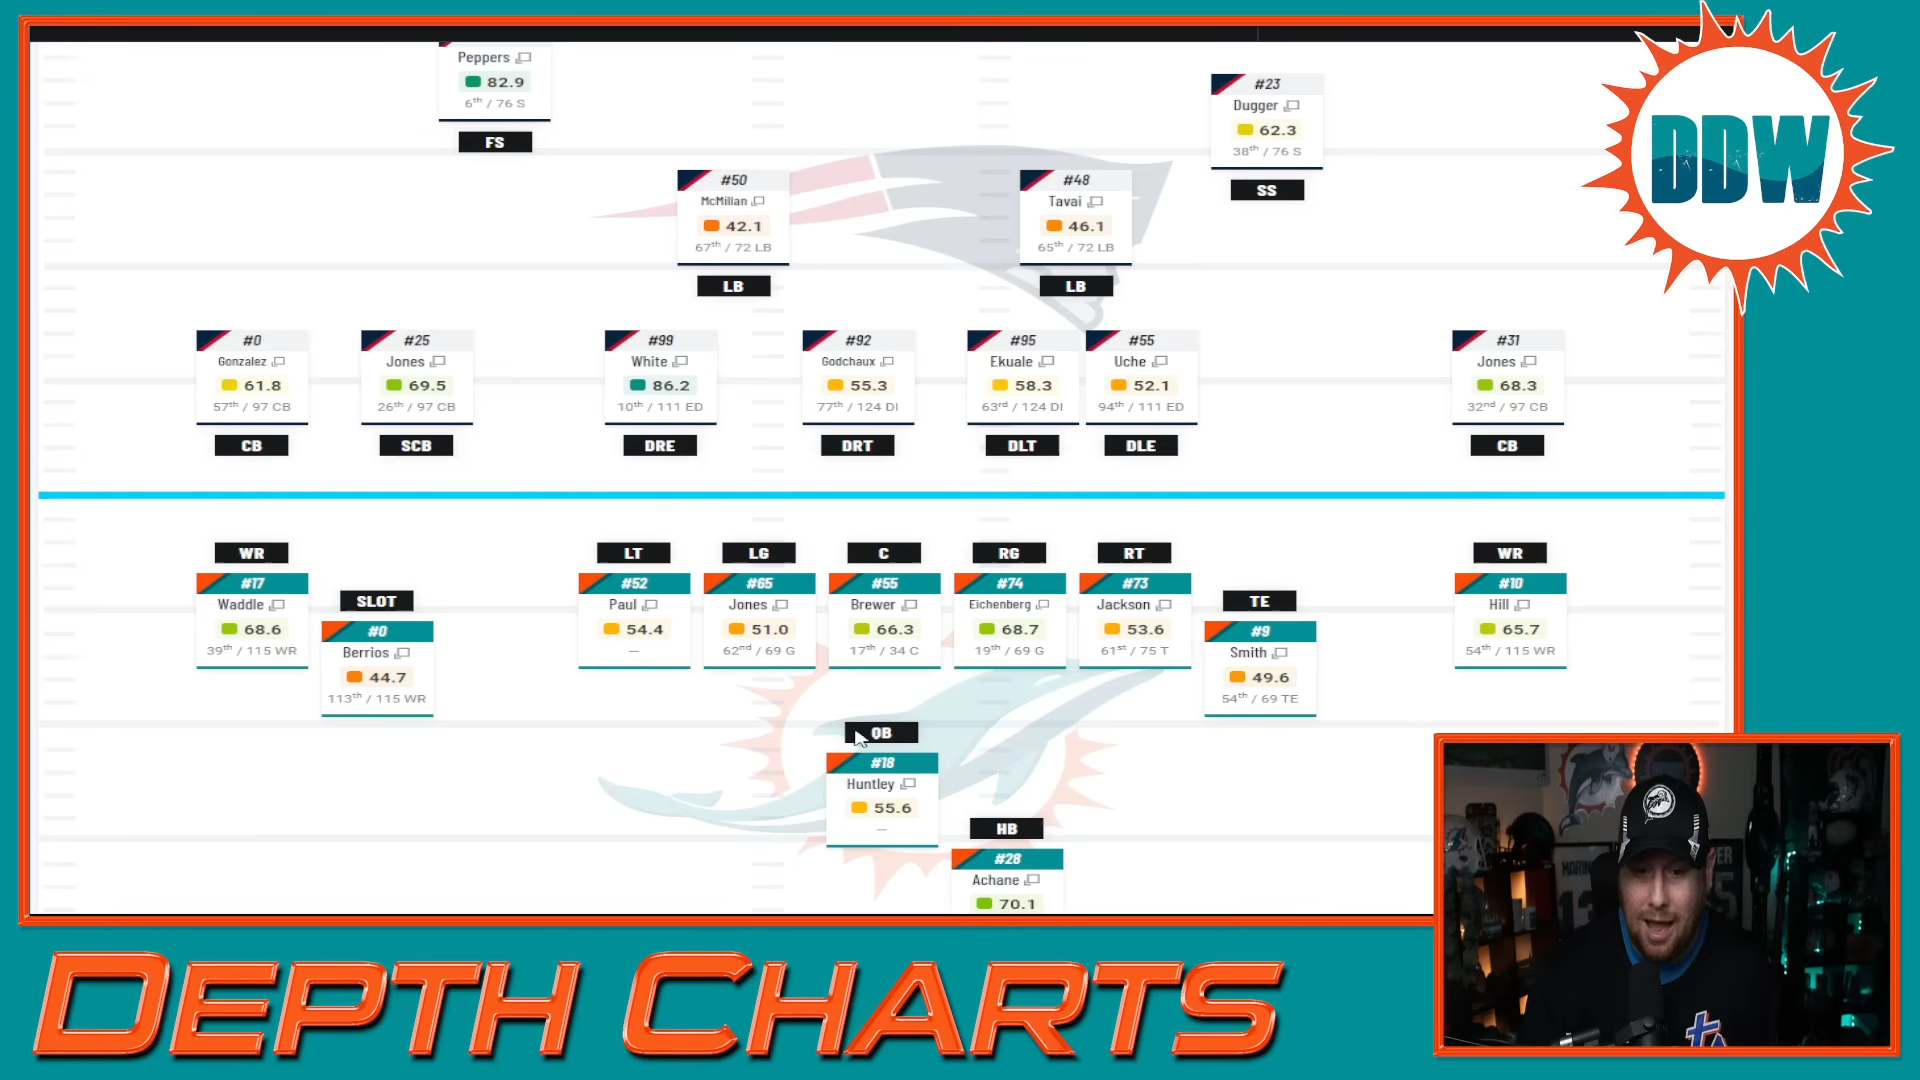 Peppers
82.9
6th / 76 S
FS
#23
Dugger
62.3
38th / 76 S
SS
DDW
#50
McMillan
42.1
67th / 72 LB
LB
#48
Tavai
46.1
65th / 72 LB
LB
#0
Gonzalez
61.8
57th / 97 CB
CB
#25
Jones
69.5
26th / 97 CB
SCB
#99
White
86.2
10th / 111 ED
DRE
#92
Godchaux
55.3
77th / 124 DI
DRT
#95
Ekuale
58.3
63rd / 124 DI
DLT
#55
Uche
52.1
94th / 111 ED
DLE
#31
Jones
68.3
32nd / 97 CB
CB
WR
#17
Waddle
68.6
39th / 115 WR
SLOT
#0
Berrios
44.7
113th / 115 WR
LT
#52
Paul
54.4
—
LG
#65
Jones
51.0
62nd / 69 G
C
#55
Brewer
66.3
17th / 34 C
RG
#74
Eichenberg
68.7
19th / 69 G
RT
#73
Jackson
53.6
61st / 75 T
TE
#9
Smith
49.6
54th / 69 TE
WR
#10
Hill
65.7
54th / 115 WR
QB
#18
Huntley
55.6
—
HB
#28
Achane
70.1
DEPTH CHARTS